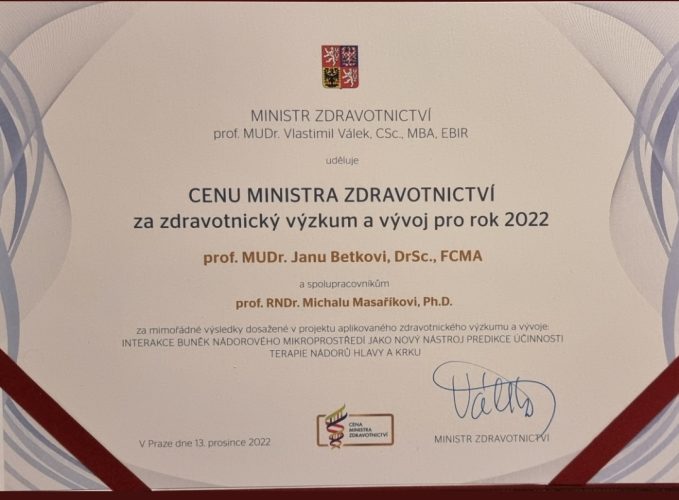 MINISTR ZDRAVOTNICTVÍ
prof. MUDr. Vlastimil Válek, CSc., MBA, EBIR
uděluje
CENU MINISTRA ZDRAVOTNICTVÍ
za zdravotnický výzkum a vývoj pro rok 2022
prof. MUDr. Janu Betkovi, DrSc., FCMA
a spolupracovníkům
prof. RNDr. Michalu Masaříkovi, Ph.D.
za mimořádné výsledky dosažené v projektu aplikovaného zdravotnického výzkumu a vývoje:
INTERAKCE BUNĚK NÁDOROVÉHO MIKROPROSTŘEDÍ JAKO NOVÝ NÁSTROJ PREDIKCE ÚČINNOSTI
TERAPIE NÁDORŮ HLAVY A KRKU
Válek
CENA
MINISTRA
ZDRAVOTNICTVÍ
V Praze dne 13. prosince 2022
MINISTR ZDRAVOTNICTVÍ